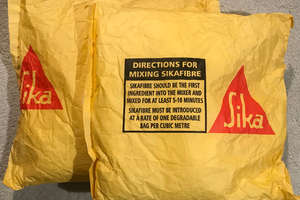 Sika
DIRECTIONS FOR
MIXING SIKAFIBRE
SIKAFIBRE SHOULD BE THE FIRST
INGREDIENT INTO THE MIXER AND
MIXED FOR AT LEAST 5-10 MINUTES
SIKAFIBRE MUST BE INTRODUCED
AT A RATE OF ONE DEGRADABLE
BAG PER CUBIC METRE
Sika